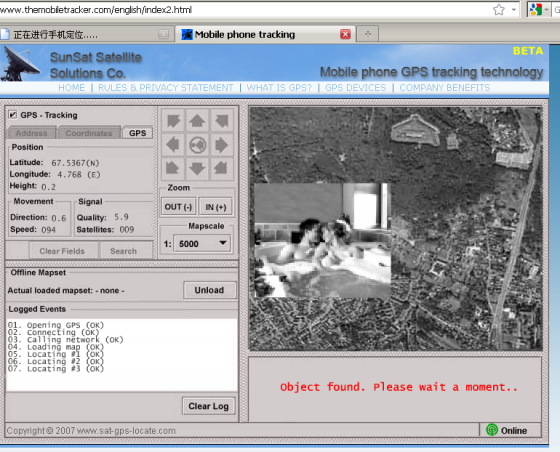 www.themobiletracker.com/english/index2.html
正在进行手机定位.....
Mobile phone tracking
BETA
SunSat Satellite
Solutions Co.
Mobile phone GPS tracking technology
HOME | RULES & PRIVACY STATEMENT | WHAT IS GPS? | GPS DEVICES | COMPANY BENEFITS
GPS - Tracking
Address Coordinates GPS
Position
Latitude: 67.5367(N)
Longitude: 4.768 (E)
Height: 0.2
Movement Signal
Direction: 0.6 Quality: 5.9
Speed: 094 Satellites: 009
Clear Fields Search
Zoom
OUT (-) IN (+)
Mapscale
1: 5000
Offline Mapset
Actual loaded mapset: - none - Unload
Logged Events
01. Opening GPS (OK)
02. Connecting (OK)
03. Calling network (OK)
04. Loading map (OK)
05. Locating #1 (OK)
06. Locating #2 (OK)
07. Locating #3 (OK)
Clear Log
Object found. Please wait a moment..
Copyright © 2007 www.sat-gps-locate.com
Online